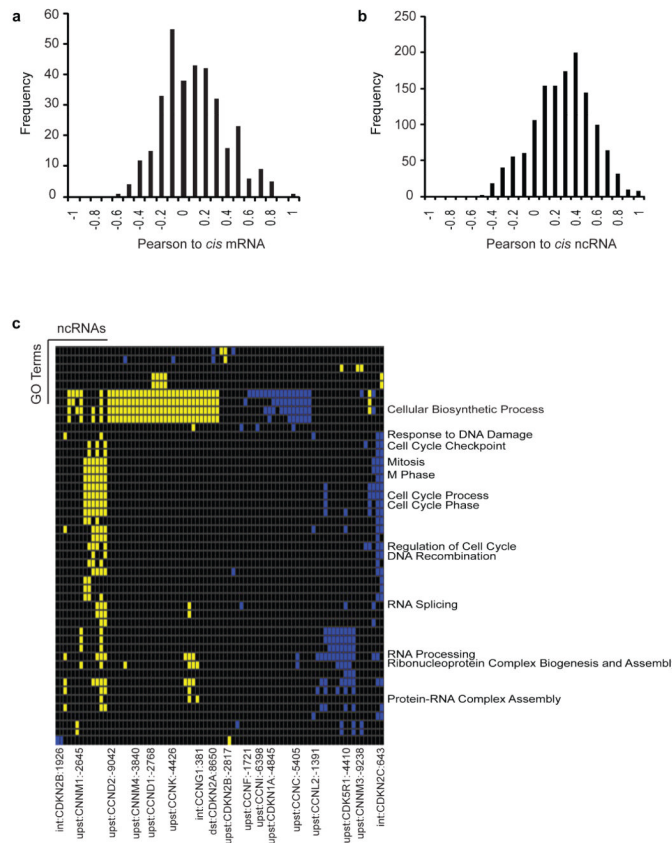 a
Frequency
60
50
40
30
20
10
0
-1
-0.8
-0.6
-0.4
-0.2
0
0.2
0.4
0.6
0.8
1
Pearson to cis mRNA
b
Frequency
250
200
150
100
50
0
-1
-0.8
-0.6
-0.4
-0.2
0
0.2
0.4
0.6
0.8
1
Pearson to cis ncRNA
c
ncRNAs
GO Terms
Cellular Biosynthetic Process
Response to DNA Damage
Cell Cycle Checkpoint
Mitosis
M Phase
Cell Cycle Process
Cell Cycle Phase
Regulation of Cell Cycle
DNA Recombination
RNA Splicing
RNA Processing
Ribonucleoprotein Complex Biogenesis and Assembl
Protein-RNA Complex Assembly
int:CDKN2B:1926
upst:CNNM1:-2645
upst:CCND2:-9042
upst:CNNM4:-3840
upst:CCND1:-2768
upst:CCNK:-4426
int:CCNG1:381
dst:CDKN2A:8650
upst:CDKN2B:-2817
upst:CCNF:-1721
upst:CCNI:-6398
upst:CDKN1A:-4845
upst:CCNC:-5405
upst:CCNL2:-1391
upst:CDK5R1:-4410
upst:CNNM3:-9238
int:CDKN2C:643